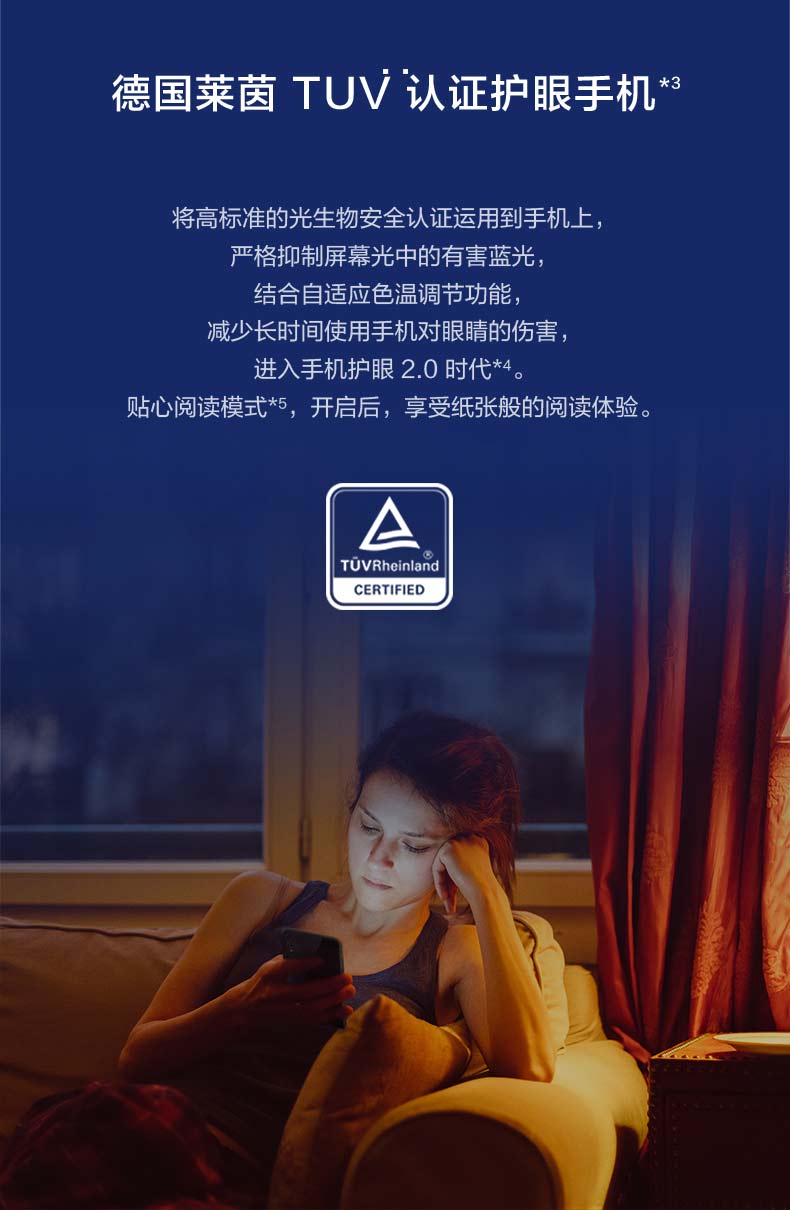 德国莱茵 TUV ̈ 认证护眼手机*3
将高标准的光生物安全认证运用到手机上，
严格抑制屏幕光中的有害蓝光，
结合自适应色温调节功能，
减少长时间使用手机对眼睛的伤害，
进入手机护眼 2.0 时代*4。
贴心阅读模式*5，开启后，享受纸张般的阅读体验。
TÜVRheinland®
CERTIFIED